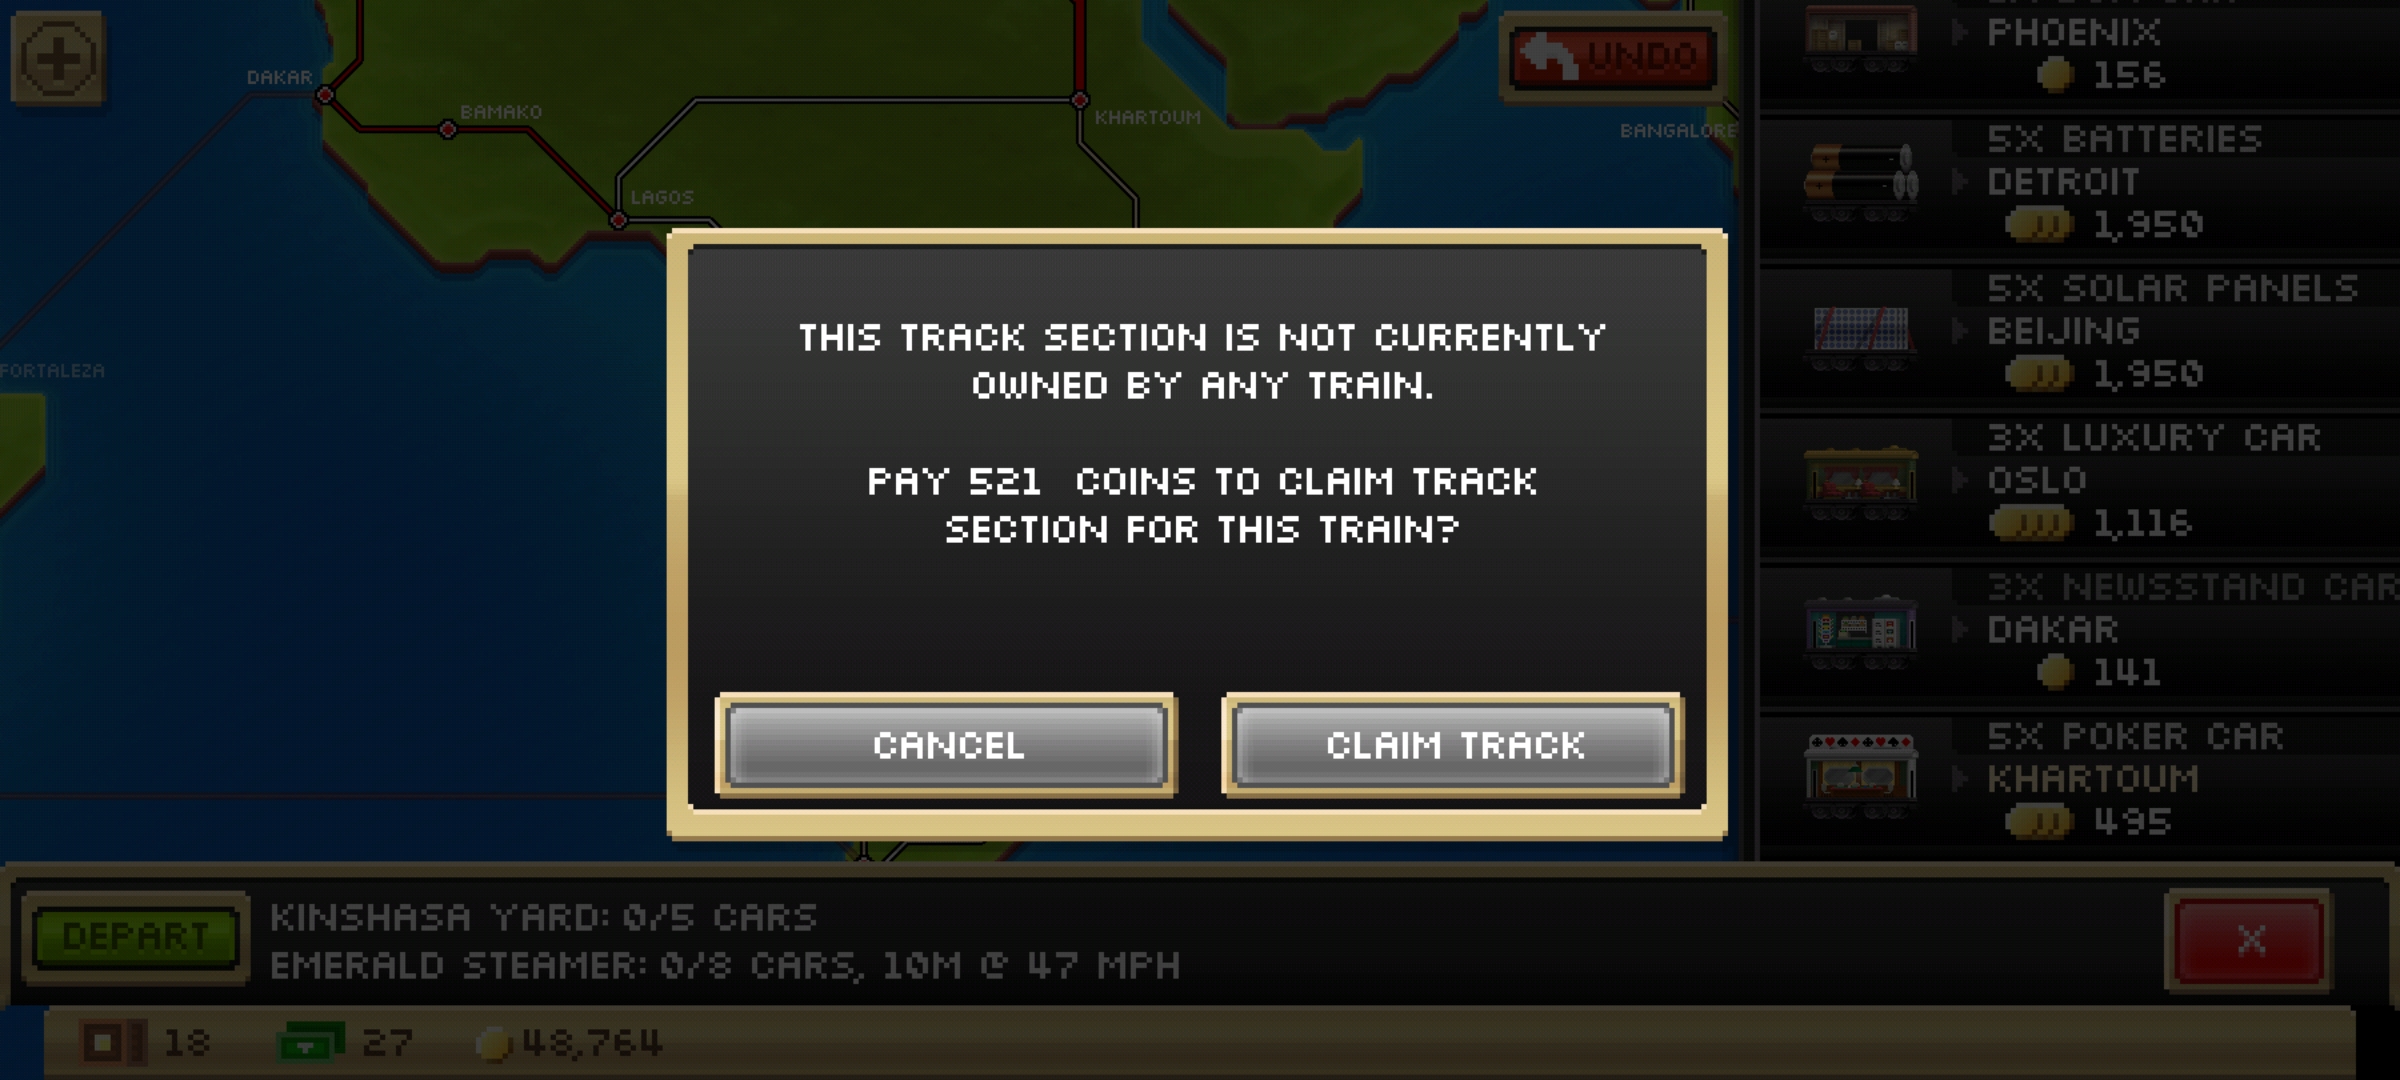 DAKAR
BAMAKO
LAGOS
KHARTOUM
BANGALORE
FORTALEZA
UNDO
PHOENIX
156
5X BATTERIES
DETROIT
1,950
5X SOLAR PANELS
BEIJING
1,950
3X LUXURY CAR
OSLO
1,116
3X NEWSSTAND CAR
DAKAR
141
5X POKER CAR
KHARTOUM
495
THIS TRACK SECTION IS NOT CURRENTLY
OWNED BY ANY TRAIN.
PAY 521 COINS TO CLAIM TRACK
SECTION FOR THIS TRAIN?
CANCEL
CLAIM TRACK
DEPART
KINSHASA YARD: 0/5 CARS
EMERALD STEAMER: 0/8 CARS, 10M @ 47 MPH
X
18
27
48,764